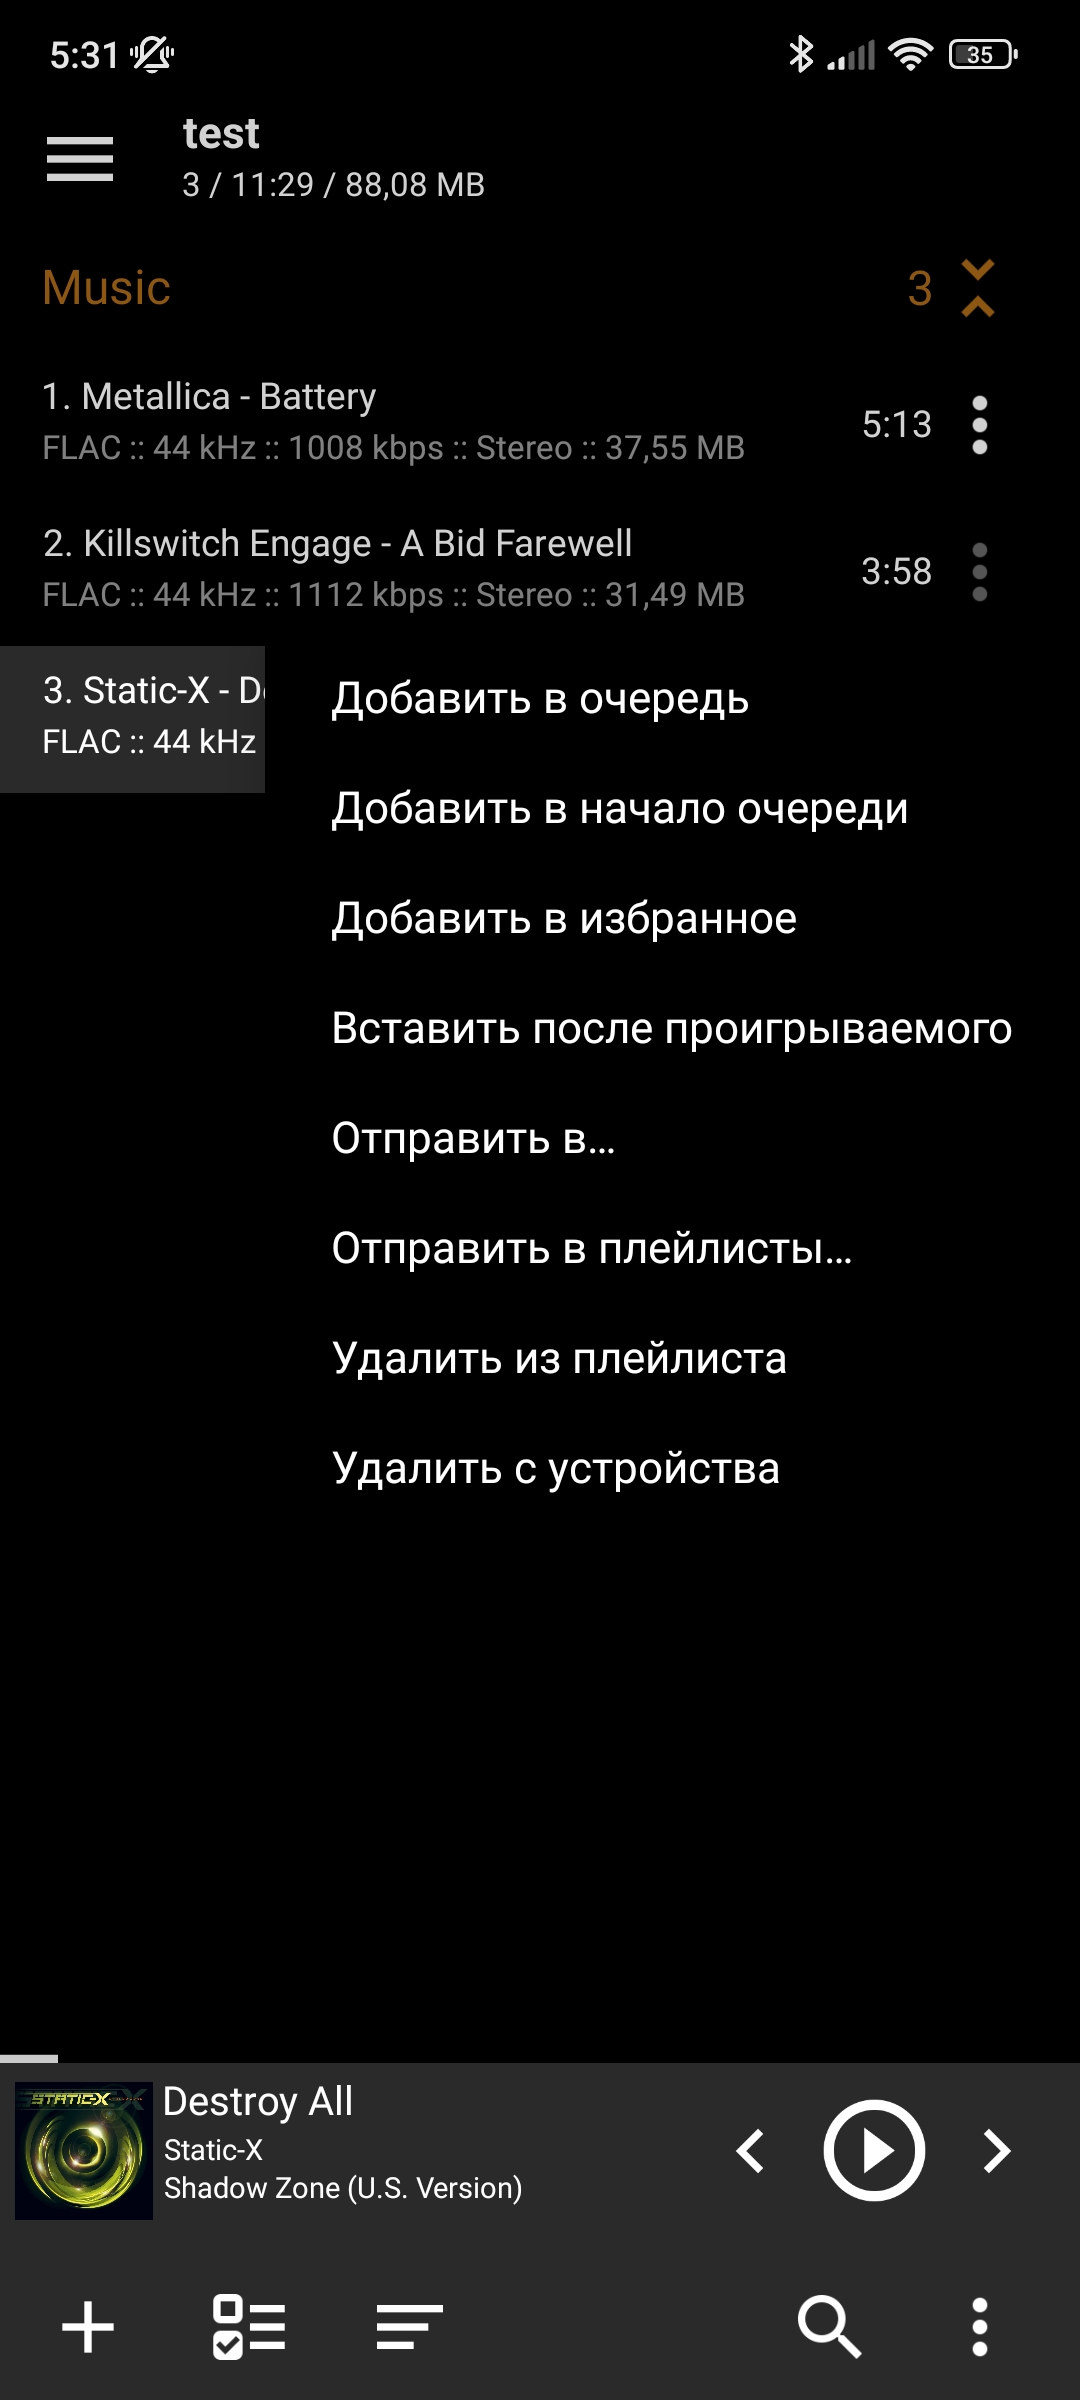 5:31
35
test
3 / 11:29 / 88,08 MB
Music 3
1. Metallica - Battery
5:13
FLAC :: 44 kHz :: 1008 kbps :: Stereo :: 37,55 MB
2. Killswitch Engage - A Bid Farewell
3:58
FLAC :: 44 kHz :: 1112 kbps :: Stereo :: 31,49 MB
3. Static-X - D
FLAC :: 44 kHz
Добавить в очередь
Добавить в начало очереди
Добавить в избранное
Вставить после проигрываемого
Отправить в...
Отправить в плейлисты...
Удалить из плейлиста
Удалить с устройства
STATIC-X
Destroy All
Static-X
Shadow Zone (U.S. Version)